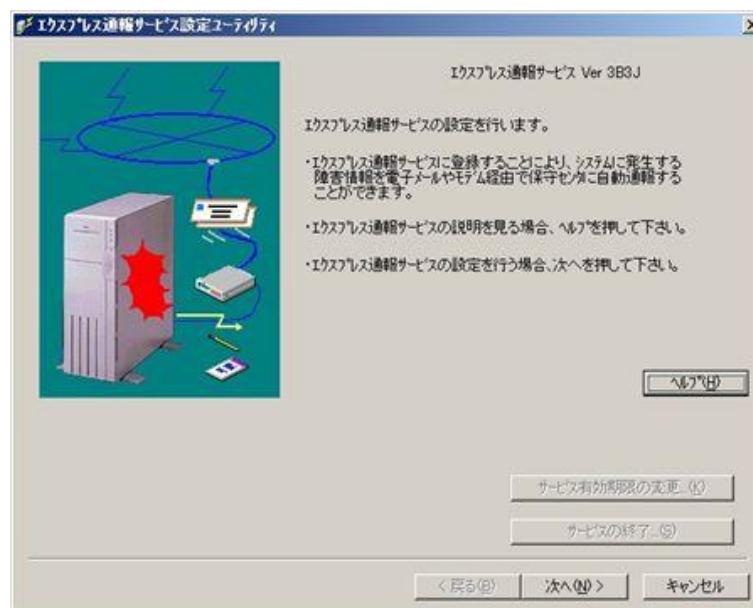 エクスプレス通報サービス設定ユーティリティ
エクスプレス通報サービス Ver 3B3J
エクスプレス通報サービスの設定を行います。
・エクスプレス通報サービスに登録することにより、システムに発生する
障害情報を電子メールやモデム経由で保守センタに自動通報する
ことができます。
・エクスプレス通報サービスの説明を見る場合、ヘルプを押して下さい。
・エクスプレス通報サービスの設定を行う場合、次へを押して下さい。
ヘルプ(H)
サービス有効期限の変更...(K)
サービスの終了...(S)
< 戻る(B)
次へ(N) >
キャンセル